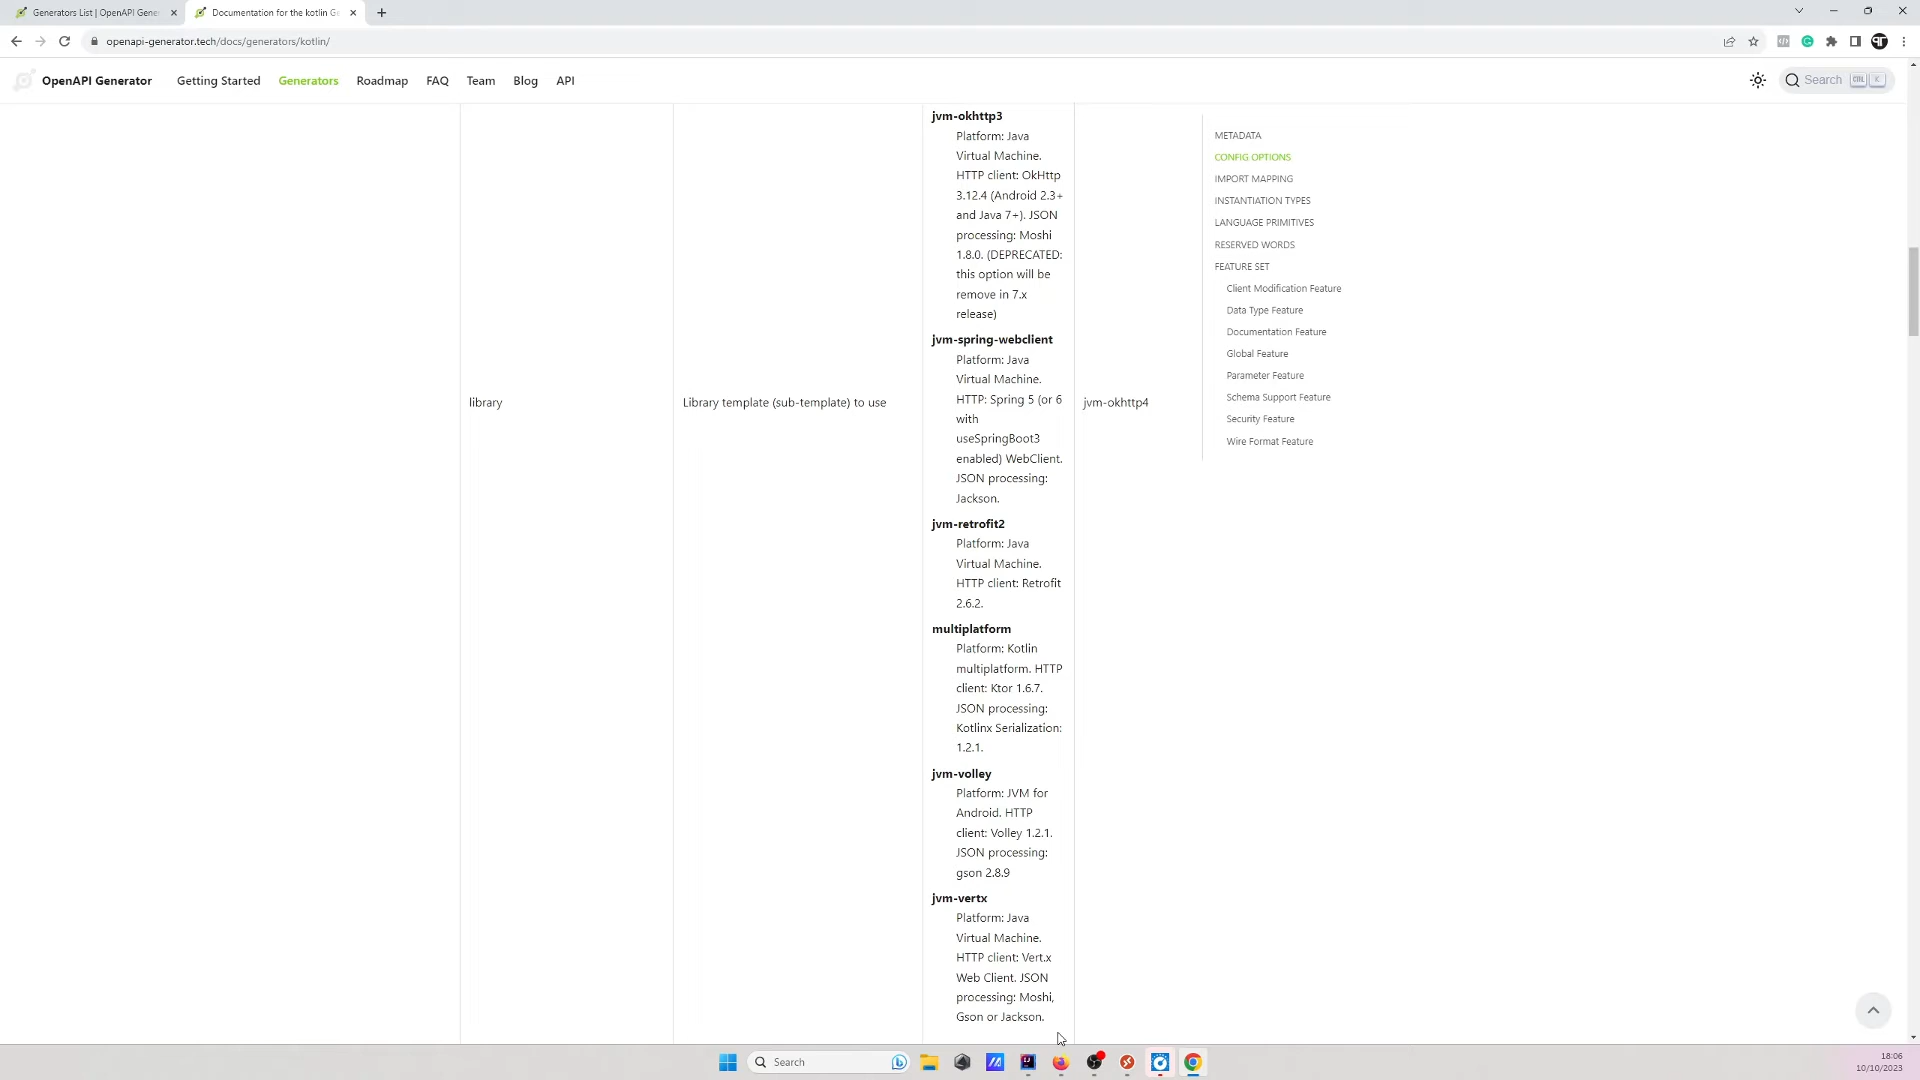 Generators List | OpenAPI Gene
Documentation for the kotlin G
openapi-generator.tech/docs/generators/kotlin/
OpenAPI Generator
Getting Started
Generators
Roadmap
FAQ
Team
Blog
API
Search
CTRL
K
jvm-okhttp3
Platform: Java
Virtual Machine.
HTTP client: OkHttp
3.12.4 (Android 2.3+
and Java 7+). JSON
processing: Moshi
1.8.0. (DEPRECATED:
this option will be
remove in 7.x
release)
jvm-spring-webclient
Platform: Java
Virtual Machine.
HTTP: Spring 5 (or 6
with
useSpringBoot3
enabled) WebClient.
JSON processing:
Jackson.
library
Library template (sub-template) to use
jvm-okhttp4
jvm-retrofit2
Platform: Java
Virtual Machine.
HTTP client: Retrofit
2.6.2.
multiplatform
Platform: Kotlin
multiplatform. HTTP
client: Ktor 1.6.7.
JSON processing:
Kotlinx Serialization:
1.2.1.
jvm-volley
Platform: JVM for
Android. HTTP
client: Volley 1.2.1.
JSON processing:
gson 2.8.9
jvm-vertx
Platform: Java
Virtual Machine.
HTTP client: Vert.x
Web Client. JSON
processing: Moshi,
Gson or Jackson.
METADATA
CONFIG OPTIONS
IMPORT MAPPING
INSTANTIATION TYPES
LANGUAGE PRIMITIVES
RESERVED WORDS
FEATURE SET
Client Modification Feature
Data Type Feature
Documentation Feature
Global Feature
Parameter Feature
Schema Support Feature
Security Feature
Wire Format Feature
Search
18:06
10/10/2023